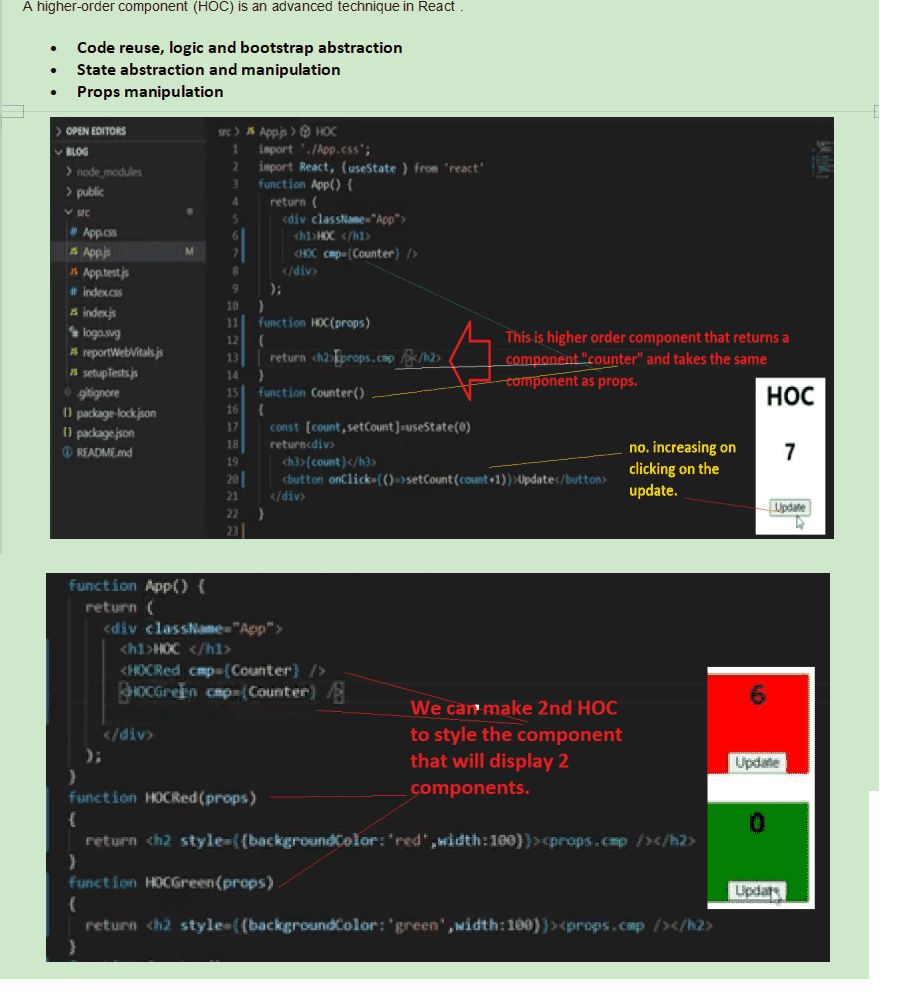 A higher-order component (HOC) is an advanced technique in React .
• Code reuse, logic and bootstrap abstraction
• State abstraction and manipulation
• Props manipulation
> OPEN EDITORS
BLOG
> node_modules
> public
src
# App.css
JS App.js M
JS App.test.js
# index.css
JS index.js
logo.svg
JS reportWebVitals.js
JS setupTests.js
.gitignore
{} package-lock.json
{} package.json
README.md
src > JS App.js > HOC
1 import './App.css';
2 import React, {useState } from 'react'
3 function App() {
4 return (
5 <div className="App">
6 <h1>HOC </h1>
7 <HOC cmp={Counter} />
8 </div>
9 );
10 }
11 function HOC(props)
12 {
13 return <h2><props.cmp /></h2>
14 }
15 function Counter()
16 {
17 const [count,setCount]=useState(0)
18 return<div>
19 <h3>{count}</h3>
20 <button onClick={()=>setCount(count+1)}>Update</button>
21 </div>
22 }
23
This is higher order component that returns a
component "counter" and takes the same
component as props.
no. increasing on
clicking on the
update.
HOC
7
Update
function App() {
return (
<div className="App">
<h1>HOC </h1>
<HOCRed cmp={Counter} />
<HOCGreen cmp={Counter} />
</div>
);
}
function HOCRed(props)
{
return <h2 style={{backgroundColor:'red',width:100}}><props.cmp /></h2>
}
function HOCGreen(props)
{
return <h2 style={{backgroundColor:'green',width:100}}><props.cmp /></h2>
}
We can make 2nd HOC
to style the component
that will display 2
components.
6
Update
0
Update